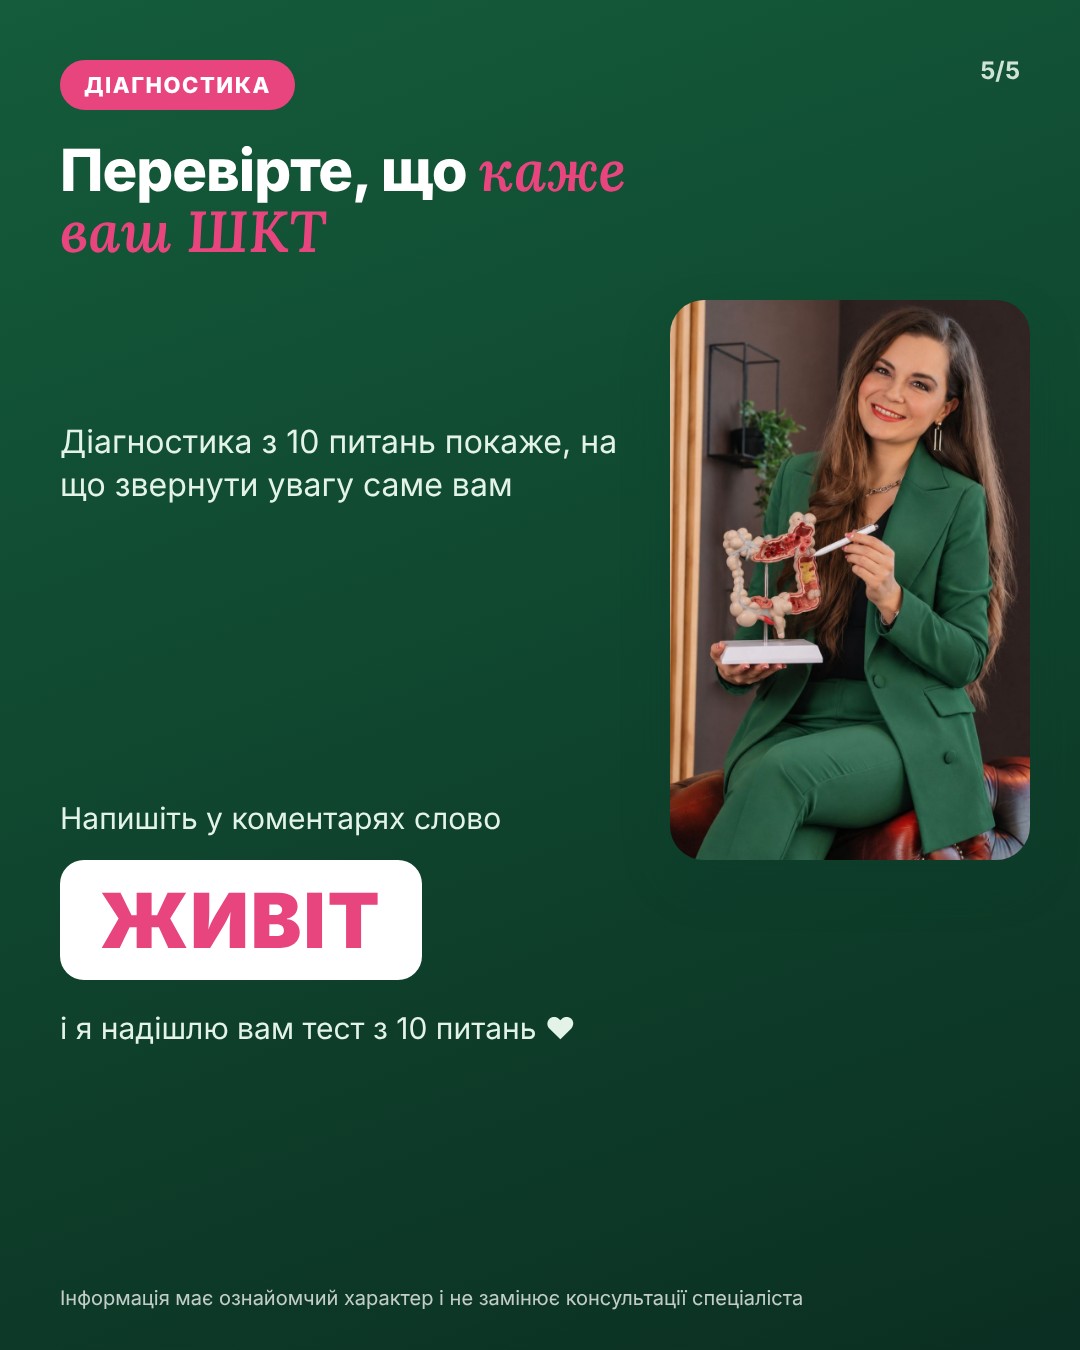 ДІАГНОСТИКА
5/5
Перевірте, що каже
ваш ШКТ
Діагностика з 10 питань покаже, на
що звернути увагу саме вам
Напишіть у коментарях слово
ЖИВІТ
і я надішлю вам тест з 10 питань ♥
Інформація має ознайомчий характер і не замінює консультації спеціаліста